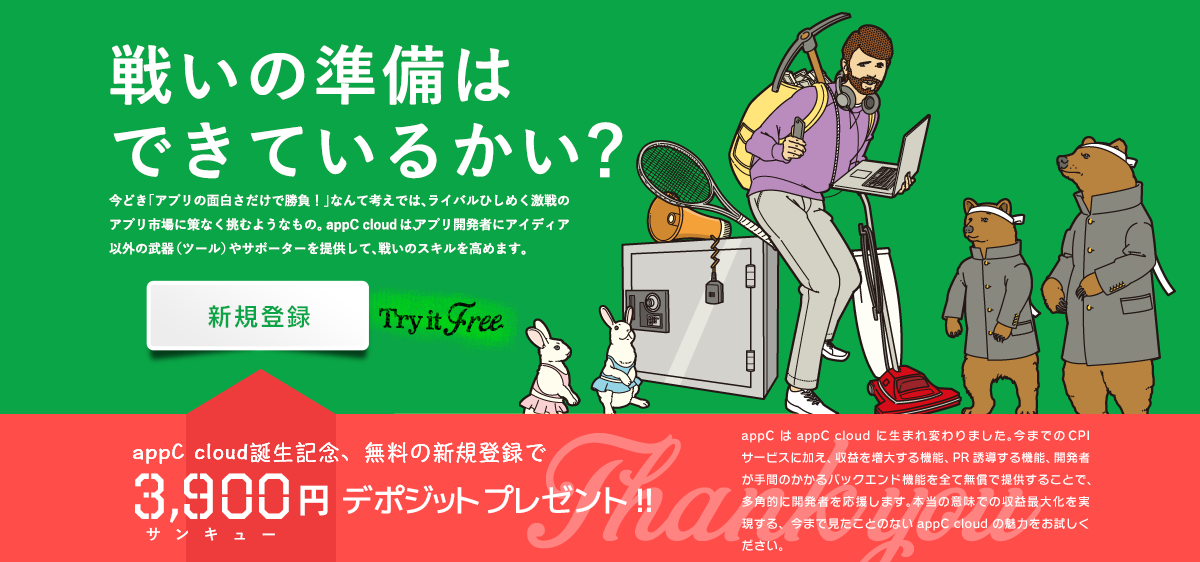 戦いの準備は
できているかい?
今どき「アプリの面白さだけで勝負！」なんて考えでは、ライバルひしめく激戦の
アプリ市場に策なく挑むようなもの。appC cloudは、アプリ開発者にアイディア
以外の武器（ツール）やサポーターを提供して、戦いのスキルを高めます。
新規登録
Try it Free
appC cloud誕生記念、無料の新規登録で
3,900円 デポジットプレゼント!!
サンキュー
Thank you
appC は appC cloud に生まれ変わりました。今までのCPI
サービスに加え、収益を増大する機能、PR誘導する機能、開発者
が手間のかかるバックエンド機能を全て無償で提供することで、
多角的に開発者を応援します。本当の意味での収益最大化を実
現する、今まで見たことのない appC cloud の魅力をお試しく
ださい。